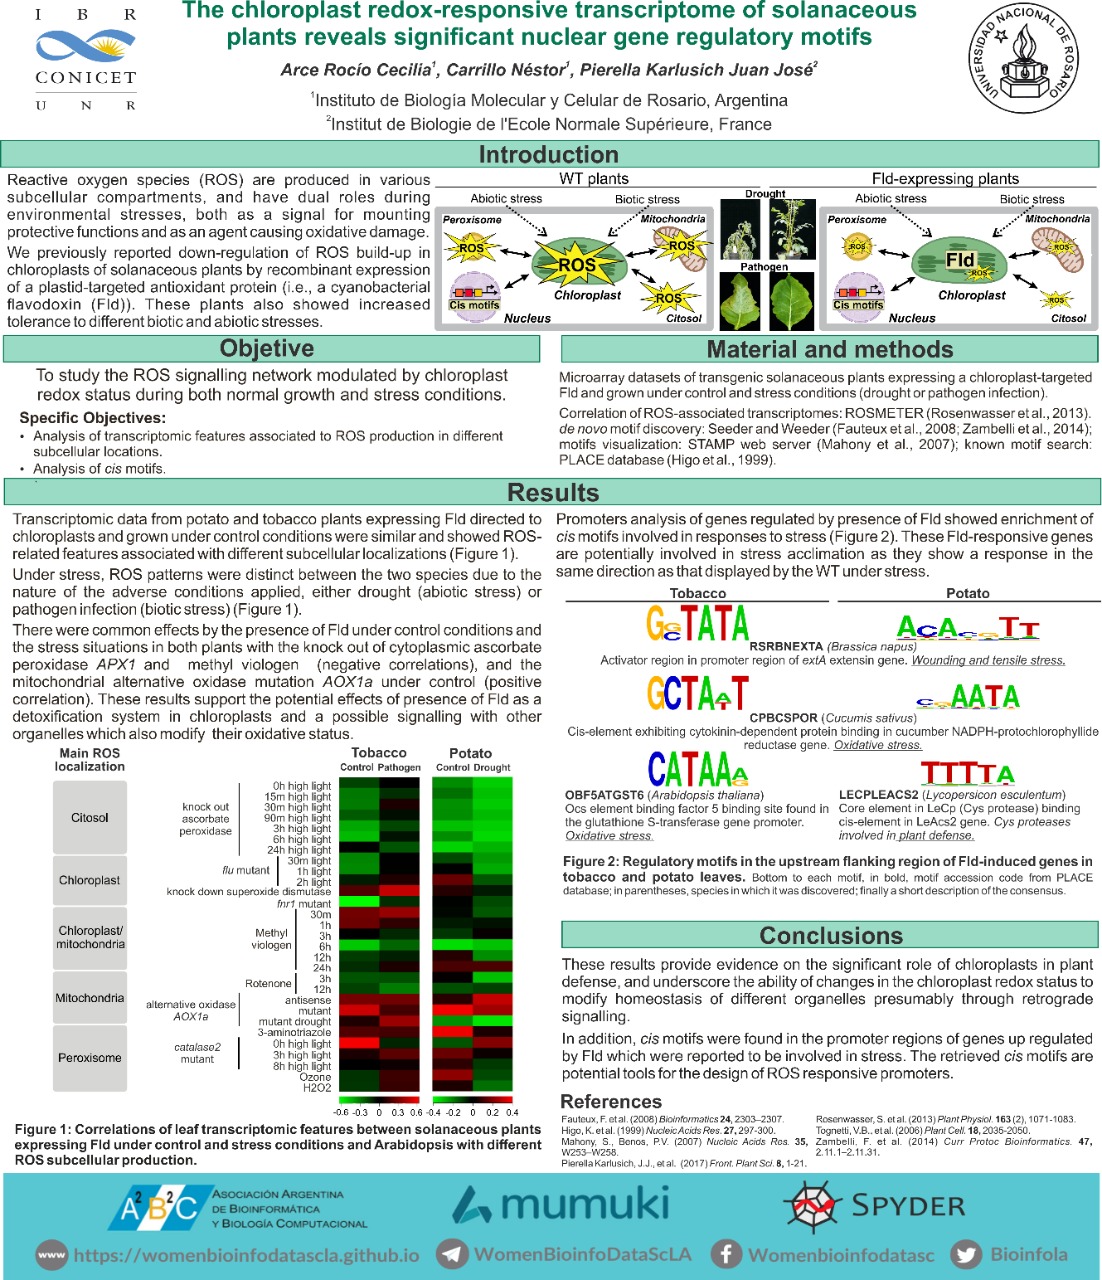 I B R
CONICET
U N R
The chloroplast redox-responsive transcriptome of solanaceous
plants reveals significant nuclear gene regulatory motifs
Arce Rocío Cecilia1, Carrillo Néstor1, Pierella Karlusich Juan José2
1Instituto de Biología Molecular y Celular de Rosario, Argentina
2Institut de Biologie de l'Ecole Normale Supérieure, France
UNIVERSIDAD NACIONAL DE ROSARIO
Introduction
Reactive oxygen species (ROS) are produced in various
subcellular compartments, and have dual roles during
environmental stresses, both as a signal for mounting
protective functions and as an agent causing oxidative damage.
We previously reported down-regulation of ROS build-up in
chloroplasts of solanaceous plants by recombinant expression
of a plastid-targeted antioxidant protein (i.e., a cyanobacterial
flavodoxin (Fld)). These plants also showed increased
tolerance to different biotic and abiotic stresses.
WT plants
Abiotic stress
Biotic stress
Peroxisome
Mitochondria
ROS
ROS
ROS
ROS
Chloroplast
Cis motifs
Nucleus
Citosol
Drought
Pathogen
Fld-expressing plants
Abiotic stress
Biotic stress
Peroxisome
Mitochondria
ROS
Fld
ROS
ROS
ROS
Chloroplast
Cis motifs
Nucleus
Citosol
Objetive
To study the ROS signalling network modulated by chloroplast
redox status during both normal growth and stress conditions.
Specific Objectives:
• Analysis of transcriptomic features associated to ROS production in different
subcellular locations.
• Analysis of cis motifs.
Material and methods
Microarray datasets of transgenic solanaceous plants expressing a chloroplast-targeted
Fld and grown under control and stress conditions (drought or pathogen infection).
Correlation of ROS-associated transcriptomes: ROSMETER (Rosenwasser et al., 2013).
de novo motif discovery: Seeder and Weeder (Fauteux et al., 2008; Zambelli et al., 2014);
motifs visualization: STAMP web server (Mahony et al., 2007); known motif search:
PLACE database (Higo et al., 1999).
Results
Transcriptomic data from potato and tobacco plants expressing Fld directed to
chloroplasts and grown under control conditions were similar and showed ROS-
related features associated with different subcellular localizations (Figure 1).
Under stress, ROS patterns were distinct between the two species due to the
nature of the adverse conditions applied, either drought (abiotic stress) or
pathogen infection (biotic stress) (Figure 1).
There were common effects by the presence of Fld under control conditions and
the stress situations in both plants with the knock out of cytoplasmic ascorbate
peroxidase APX1 and methyl viologen (negative correlations), and the
mitochondrial alternative oxidase mutation AOX1a under control (positive
correlation). These results support the potential effects of presence of Fld as a
detoxification system in chloroplasts and a possible signalling with other
organelles which also modify their oxidative status.
Main ROS
localization
Tobacco
Potato
Control Pathogen
Control Drought
Citosol
knock out
ascorbate
peroxidase
0h high light
15m high light
30m high light
90m high light
3h high light
6h high light
24h high light
Chloroplast
flu mutant
30m light
1h light
2h light
knock down superoxide dismutase
fnr1 mutant
Chloroplast/
mitochondria
Methyl
viologen
30m
1h
3h
6h
12h
24h
Mitochondria
Rotenone
3h
12h
alternative oxidase
AOX1a
antisense
mutant
mutant drought
3-aminotriazole
Peroxisome
catalase2
mutant
0h high light
3h high light
8h high light
Ozone
H2O2
-0.6 -0.3 0 0.3 0.6
-0.4 -0.2 0 0.2 0.4
Figure 1: Correlations of leaf transcriptomic features between solanaceous plants
expressing Fld under control and stress conditions and Arabidopsis with different
ROS subcellular production.
Promoters analysis of genes regulated by presence of Fld showed enrichment of
cis motifs involved in responses to stress (Figure 2). These Fld-responsive genes
are potentially involved in stress acclimation as they show a response in the
same direction as that displayed by the WT under stress.
Tobacco
Potato
RSRBNEXTA (Brassica napus)
Activator region in promoter region of extA extensin gene. Wounding and tensile stress.
CPBCSPOR (Cucumis sativus)
Cis-element exhibiting cytokinin-dependent protein binding in cucumber NADPH-protochlorophyllide
reductase gene. Oxidative stress.
TTTTA
OBF5ATGST6 (Arabidopsis thaliana)
Ocs element binding factor 5 binding site found in
the glutathione S-transferase gene promoter.
Oxidative stress.
LECPLEACS2 (Lycopersicon esculentum)
Core element in LeCp (Cys protease) binding
cis-element in LeAcs2 gene. Cys proteases
involved in plant defense.
Figure 2: Regulatory motifs in the upstream flanking region of Fld-induced genes in
tobacco and potato leaves. Bottom to each motif, in bold, motif accession code from PLACE
database; in parentheses, species in which it was discovered; finally a short description of the consensus.
Conclusions
These results provide evidence on the significant role of chloroplasts in plant
defense, and underscore the ability of changes in the chloroplast redox status to
modify homeostasis of different organelles presumably through retrograde
signalling.
In addition, cis motifs were found in the promoter regions of genes up regulated
by Fld which were reported to be involved in stress. The retrieved cis motifs are
potential tools for the design of ROS responsive promoters.
References
Fauteux, F. et al. (2008) Bioinformatics 24, 2303–2307.
Higo, K. et al. (1999) Nucleic Acids Res. 27, 297-300.
Mahony, S., Benos, P.V. (2007) Nucleic Acids Res. 35,
W253–W258.
Pierella Karlusich, J.J., et al. (2017) Front. Plant Sci. 8, 1-21.
Rosenwasser, S. et al. (2013) Plant Physiol. 163 (2), 1071-1083.
Tognetti, V.B., et al. (2006) Plant Cell. 18, 2035-2050.
Zambelli, F. et al. (2014) Curr Protoc Bioinformatics. 47,
2.11.1–2.11.31.
A2B2C
ASOCIACIÓN ARGENTINA
DE BIOINFORMÁTICA
Y BIOLOGÍA COMPUTACIONAL
mumuki
SPYDER
www https://womenbioinfodatascla.github.io
WomenBioinfoDataScLA
Womenbioinfodatasc
Bioinfola